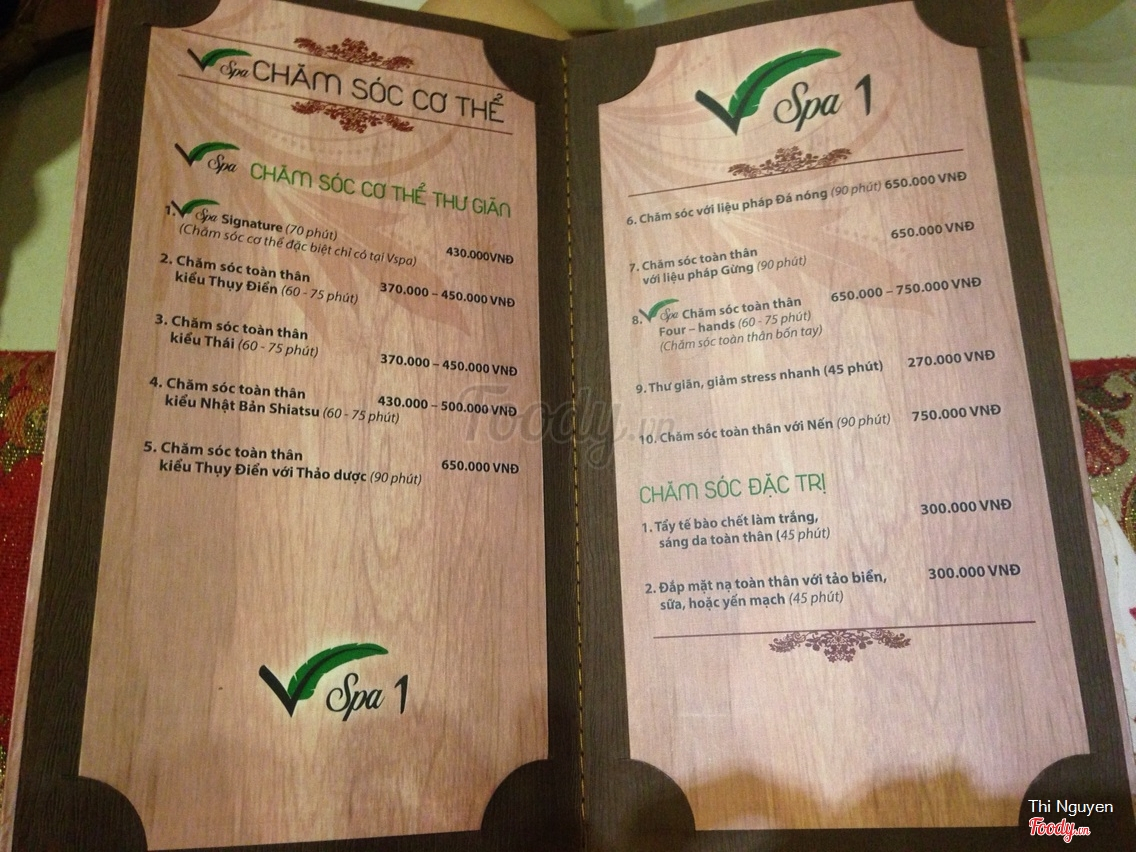 Spa CHĂM SÓC CƠ THỂ
Spa CHĂM SÓC CƠ THỂ THƯ GIÃN
1. Spa Signature (70 phút)
(Chăm sóc cơ thể đặc biệt chỉ có tại Vspa) 430.000VNĐ
2. Chăm sóc toàn thân
kiểu Thụy Điển (60 - 75 phút) 370.000 – 450.000 VNĐ
3. Chăm sóc toàn thân
kiểu Thái (60 - 75 phút) 370.000 – 450.000 VNĐ
4. Chăm sóc toàn thân
kiểu Nhật Bản Shiatsu (60 - 75 phút) 430.000 – 500.000 VNĐ
5. Chăm sóc toàn thân
kiểu Thụy Điển với Thảo dược (90 phút) 650.000 VNĐ
Spa 1
Spa 1
6. Chăm sóc với liệu pháp Đá nóng (90 phút) 650.000 VNĐ
7. Chăm sóc toàn thân 650.000 VNĐ
với liệu pháp Gừng (90 phút)
8. Spa Chăm sóc toàn thân 650.000 – 750.000 VNĐ
Four – hands (60 - 75 phút)
(Chăm sóc toàn thân bốn tay)
9. Thư giãn, giảm stress nhanh (45 phút) 270.000 VNĐ
10. Chăm sóc toàn thân với Nến (90 phút) 750.000 VNĐ
CHĂM SÓC ĐẶC TRỊ
1. Tẩy tế bào chết làm trắng, 300.000 VNĐ
sáng da toàn thân (45 phút)
2. Đắp mặt nạ toàn thân với tảo biển, 300.000 VNĐ
sữa, hoặc yến mạch (45 phút)
Foody.vn
Thi Nguyen
Foody.vn